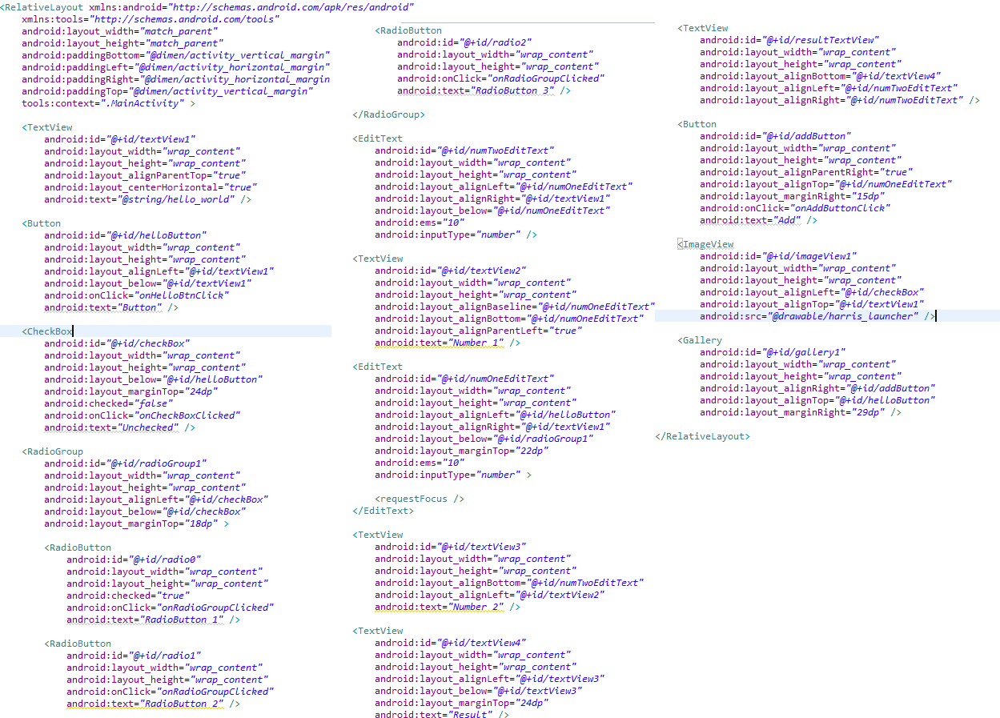 <RelativeLayout xmlns:android="http://schemas.android.com/apk/res/android"
    xmlns:tools="http://schemas.android.com/tools"
    android:layout_width="match_parent"
    android:layout_height="match_parent"
    android:paddingBottom="@dimen/activity_vertical_margin"
    android:paddingLeft="@dimen/activity_horizontal_margin"
    android:paddingRight="@dimen/activity_horizontal_margin
    android:paddingTop="@dimen/activity_vertical_margin"
    tools:context=".MainActivity" >

    <TextView
        android:id="@+id/textView1"
        android:layout_width="wrap_content"
        android:layout_height="wrap_content"
        android:layout_alignParentTop="true"
        android:layout_centerHorizontal="true"
        android:text="@string/hello_world" />

    <Button
        android:id="@+id/helloButton"
        android:layout_width="wrap_content"
        android:layout_height="wrap_content"
        android:layout_alignLeft="@+id/textView1"
        android:layout_below="@+id/textView1"
        android:onClick="onHelloBtnClick"
        android:text="Button" />

    <CheckBox
        android:id="@+id/checkBox"
        android:layout_width="wrap_content"
        android:layout_height="wrap_content"
        android:layout_below="@+id/helloButton"
        android:layout_marginTop="24dp"
        android:checked="false"
        android:onClick="onCheckBoxClicked"
        android:text="Unchecked" />

    <RadioGroup
        android:id="@+id/radioGroup1"
        android:layout_width="wrap_content"
        android:layout_height="wrap_content"
        android:layout_alignLeft="@+id/checkBox"
        android:layout_below="@+id/checkBox"
        android:layout_marginTop="18dp" >

        <RadioButton
            android:id="@+id/radio0"
            android:layout_width="wrap_content"
            android:layout_height="wrap_content"
            android:checked="true"
            android:onClick="onRadioGroupClicked"
            android:text="RadioButton 1" />

        <RadioButton
            android:id="@+id/radio1"
            android:layout_width="wrap_content"
            android:layout_height="wrap_content"
            android:onClick="onRadioGroupClicked"
            android:text="RadioButton 2" />

        <RadioButton
            android:id="@+id/radio2"
            android:layout_width="wrap_content"
            android:layout_height="wrap_content"
            android:onClick="onRadioGroupClicked"
            android:text="RadioButton 3" />

    </RadioGroup>

    <EditText
        android:id="@+id/numTwoEditText"
        android:layout_width="wrap_content"
        android:layout_height="wrap_content"
        android:layout_alignLeft="@+id/numOneEditText"
        android:layout_alignRight="@+id/textView1"
        android:layout_below="@+id/numOneEditText"
        android:ems="10"
        android:inputType="number" />

    <TextView
        android:id="@+id/textView2"
        android:layout_width="wrap_content"
        android:layout_height="wrap_content"
        android:layout_alignBaseline="@+id/numOneEditText"
        android:layout_alignBottom="@+id/numOneEditText"
        android:layout_alignParentLeft="true"
        android:text="Number 1" />

    <EditText
        android:id="@+id/numOneEditText"
        android:layout_width="wrap_content"
        android:layout_height="wrap_content"
        android:layout_alignLeft="@+id/helloButton"
        android:layout_alignRight="@+id/textView1"
        android:layout_below="@+id/radioGroup1"
        android:layout_marginTop="22dp"
        android:ems="10"
        android:inputType="number" >

        <requestFocus />
    </EditText>

    <TextView
        android:id="@+id/textView3"
        android:layout_width="wrap_content"
        android:layout_height="wrap_content"
        android:layout_alignBottom="@+id/numTwoEditText"
        android:layout_alignLeft="@+id/textView2"
        android:text="Number 2" />

    <TextView
        android:id="@+id/textView4"
        android:layout_width="wrap_content"
        android:layout_height="wrap_content"
        android:layout_alignLeft="@+id/textView3"
        android:layout_below="@+id/textView3"
        android:layout_marginTop="24dp"
        android:text="Result" />

    <TextView
        android:id="@+id/resultTextView"
        android:layout_width="wrap_content"
        android:layout_height="wrap_content"
        android:layout_alignBottom="@+id/textView4"
        android:layout_alignLeft="@+id/numTwoEditText"
        android:layout_alignRight="@+id/numTwoEditText" />

    <Button
        android:id="@+id/addButton"
        android:layout_width="wrap_content"
        android:layout_height="wrap_content"
        android:layout_alignParentRight="true"
        android:layout_alignTop="@+id/numOneEditText"
        android:layout_marginRight="15dp"
        android:onClick="onAddButtonClick"
        android:text="Add" />

    <ImageView
        android:id="@+id/imageView1"
        android:layout_width="wrap_content"
        android:layout_height="wrap_content"
        android:layout_alignLeft="@+id/checkBox"
        android:layout_alignTop="@+id/textView1"
        android:src="@drawable/harris_launcher" />

    <Gallery
        android:id="@+id/gallery1"
        android:layout_width="wrap_content"
        android:layout_height="wrap_content"
        android:layout_alignRight="@+id/addButton"
        android:layout_alignTop="@+id/helloButton"
        android:layout_marginRight="29dp" />

</RelativeLayout>